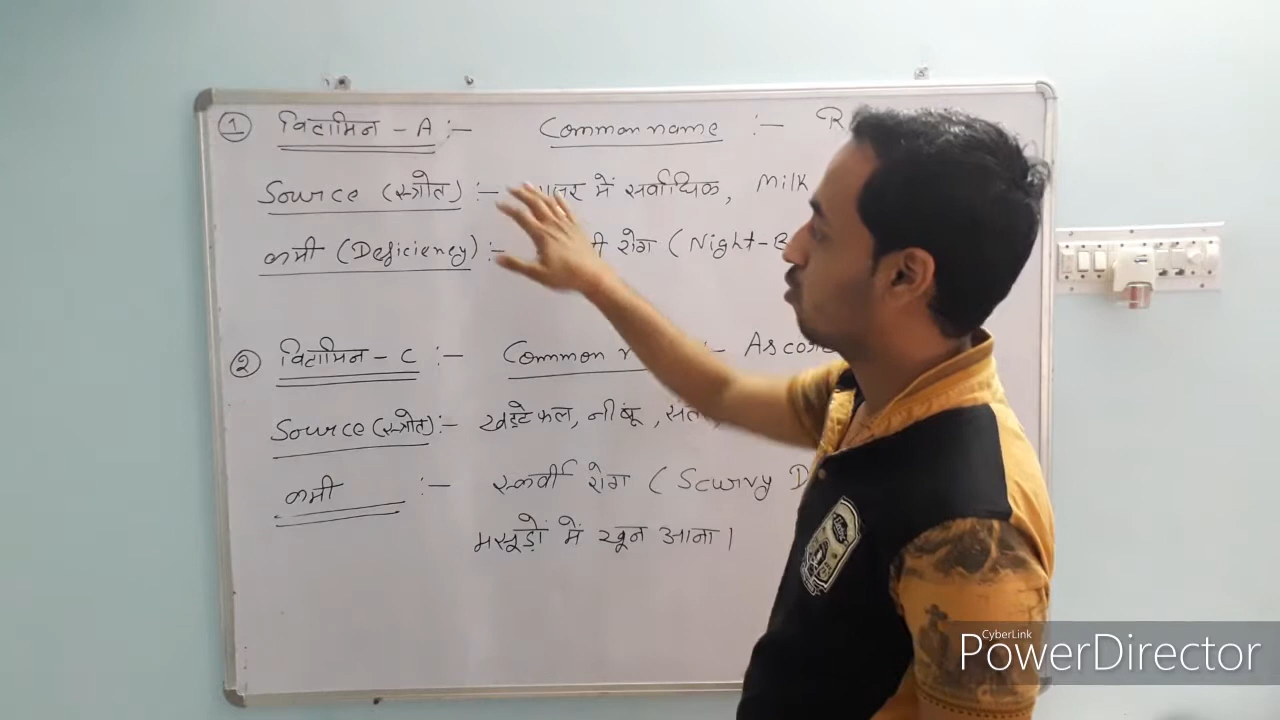 ① विटामिन - A :- Common name :- R
Source (स्त्रोत) :- में सर्वाधिक, Milk
कमी (Deficiency) :- रोग (Night-B
② विटामिन - C :- Common :- Ascor
Source (स्त्रोत) :- खट्टे फल, नींबू,
कमी :- स्कर्वी रोग (Scurvy D
मसूड़ों में खून आना।
CyberLink
PowerDirector